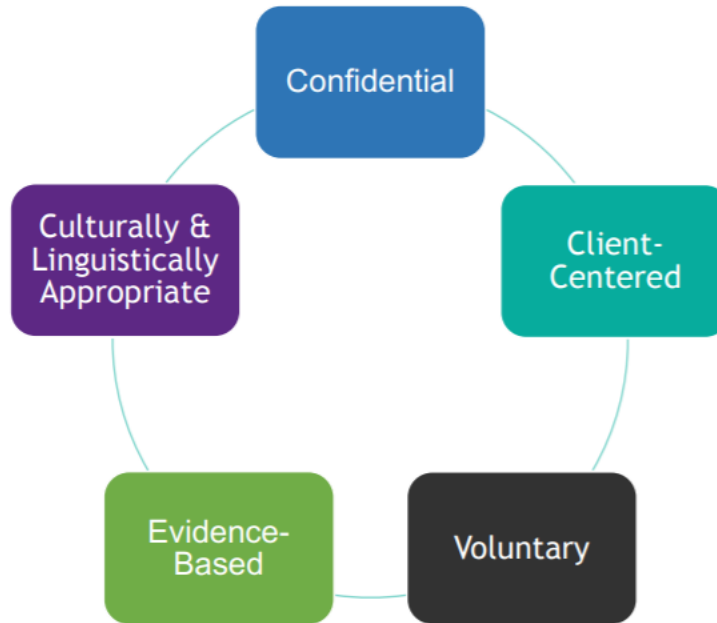 Confidential
Client-
Centered
Voluntary
Evidence-
Based
Culturally &
Linguistically
Appropriate